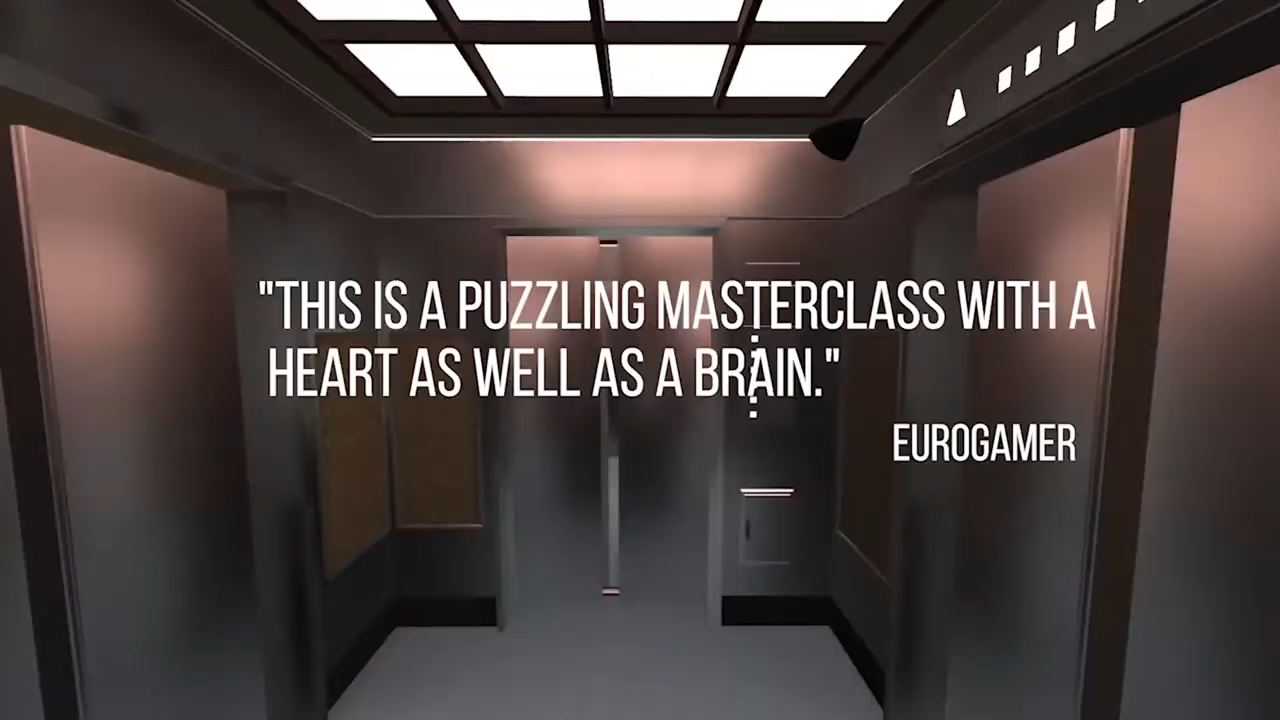 "THIS IS A PUZZLING MASTERCLASS WITH A
HEART AS WELL AS A BRAIN."
EUROGAMER